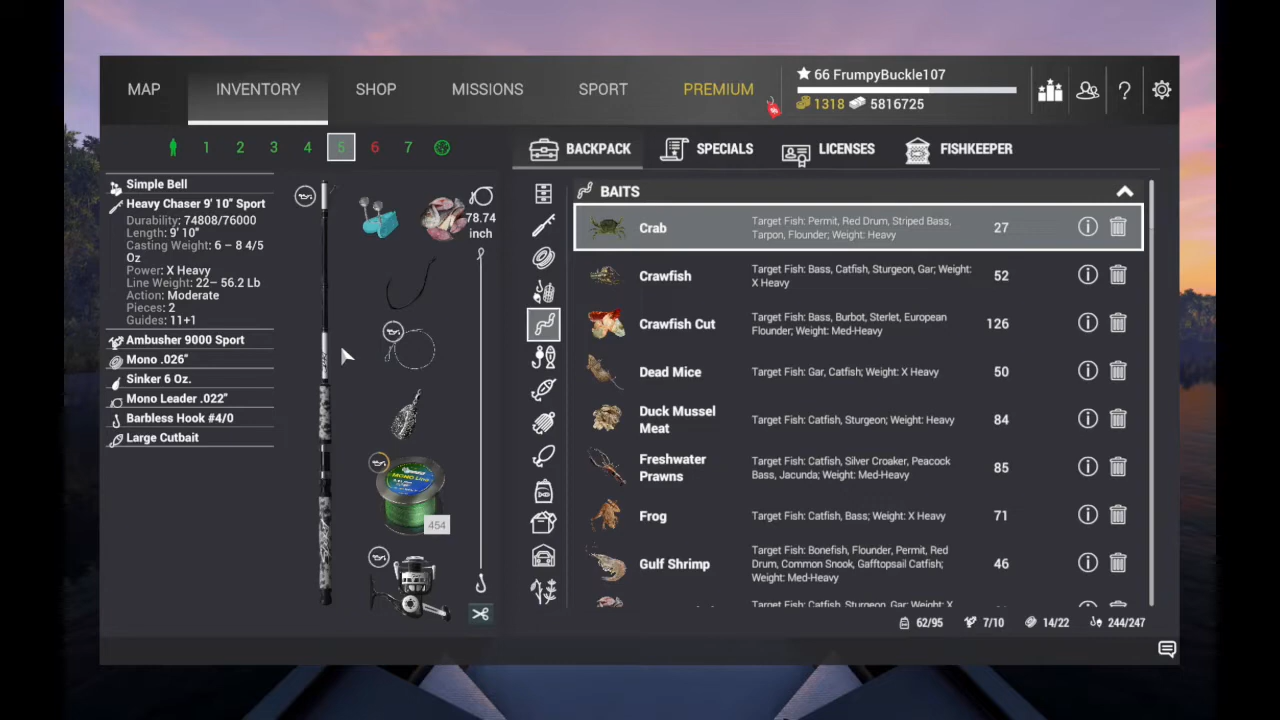 MAP
INVENTORY
SHOP
MISSIONS
SPORT
PREMIUM
66 FrumpyBuckle107
1318 5816725
?
1
2
3
4
5
6
7
BACKPACK
SPECIALS
LICENSES
FISHKEEPER
Simple Bell
Heavy Chaser 9' 10" Sport
Durability: 74808/76000
Length: 9' 10"
Casting Weight: 6 – 8 4/5
Oz
Power: X Heavy
Line Weight: 22– 56.2 Lb
Action: Moderate
Pieces: 2
Guides: 11+1
Ambusher 9000 Sport
Mono .026"
Sinker 6 Oz.
Mono Leader .022"
Barbless Hook #4/0
Large Cutbait
78.74
inch
MONO LINE
454
BAITS
Crab
Target Fish: Permit, Red Drum, Striped Bass,
Tarpon, Flounder; Weight: Heavy
27
Crawfish
Target Fish: Bass, Catfish, Sturgeon, Gar; Weight:
X Heavy
52
Crawfish Cut
Target Fish: Bass, Burbot, Sterlet, European
Flounder; Weight: Med-Heavy
126
Dead Mice
Target Fish: Gar, Catfish; Weight: X Heavy
50
Duck Mussel
Meat
Target Fish: Catfish, Sturgeon; Weight: Heavy
84
Freshwater
Prawns
Target Fish: Catfish, Silver Croaker, Peacock
Bass, Jacunda; Weight: Med-Heavy
85
Frog
Target Fish: Catfish, Bass; Weight: X Heavy
71
Gulf Shrimp
Target Fish: Bonefish, Flounder, Permit, Red
Drum, Common Snook, Gafftopsail Catfish;
Weight: Med-Heavy
46
Target Fish: Catfish, Sturgeon, Gar; Weight: X
62/95
7/10
14/22
244/247